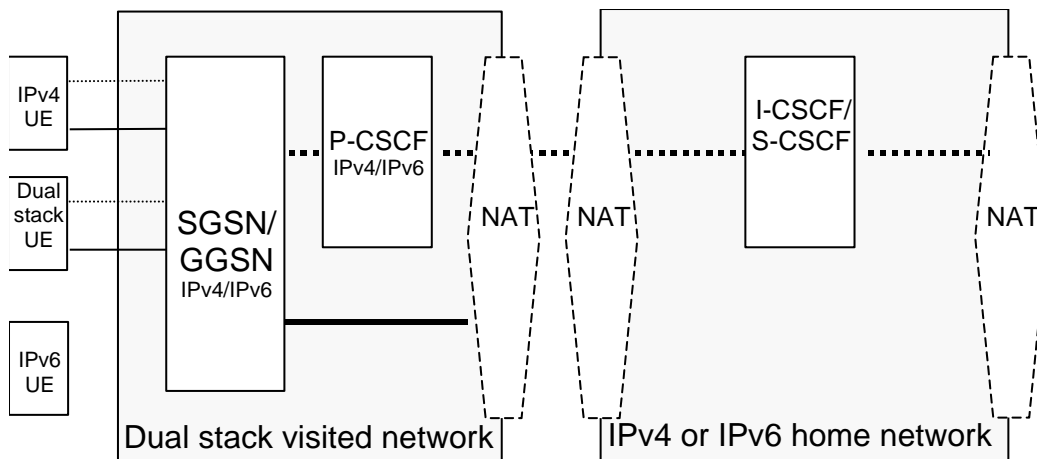 IPv4
UE
Dual
stack
UE
IPv6
UE
SGSN/
GGSN
IPv4/IPv6
P-CSCF
IPv4/IPv6
NAT
Dual stack visited network
NAT
I-CSCF/
S-CSCF
NAT
IPv4 or IPv6 home network